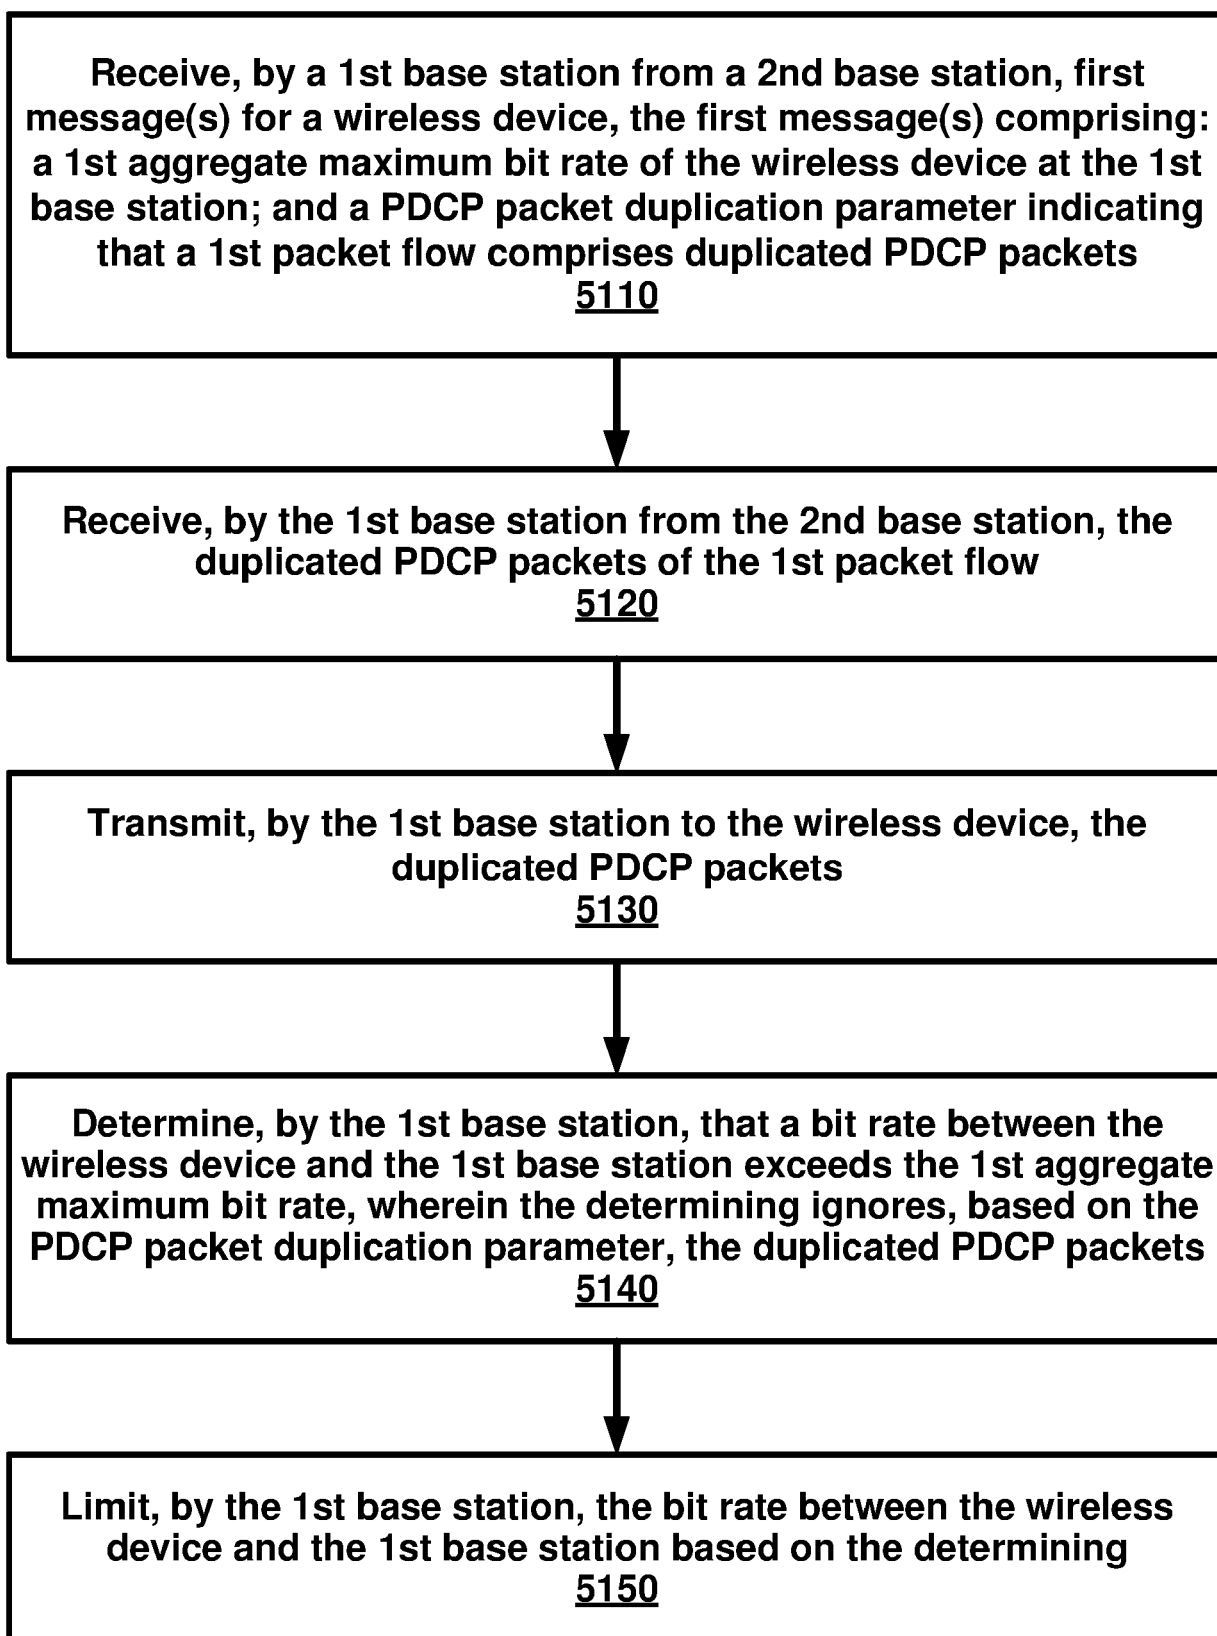 Receive, by a 1st base station from a 2nd base station, first
message(s) for a wireless device, the first message(s) comprising:
a 1st aggregate maximum bit rate of the wireless device at the 1st
base station; and a PDCP packet duplication parameter indicating
that a 1st packet flow comprises duplicated PDCP packets
5110
Receive, by the 1st base station from the 2nd base station, the
duplicated PDCP packets of the 1st packet flow
5120
Transmit, by the 1st base station to the wireless device, the
duplicated PDCP packets
5130
Determine, by the 1st base station, that a bit rate between the
wireless device and the 1st base station exceeds the 1st aggregate
maximum bit rate, wherein the determining ignores, based on the
PDCP packet duplication parameter, the duplicated PDCP packets
5140
Limit, by the 1st base station, the bit rate between the wireless
device and the 1st base station based on the determining
5150